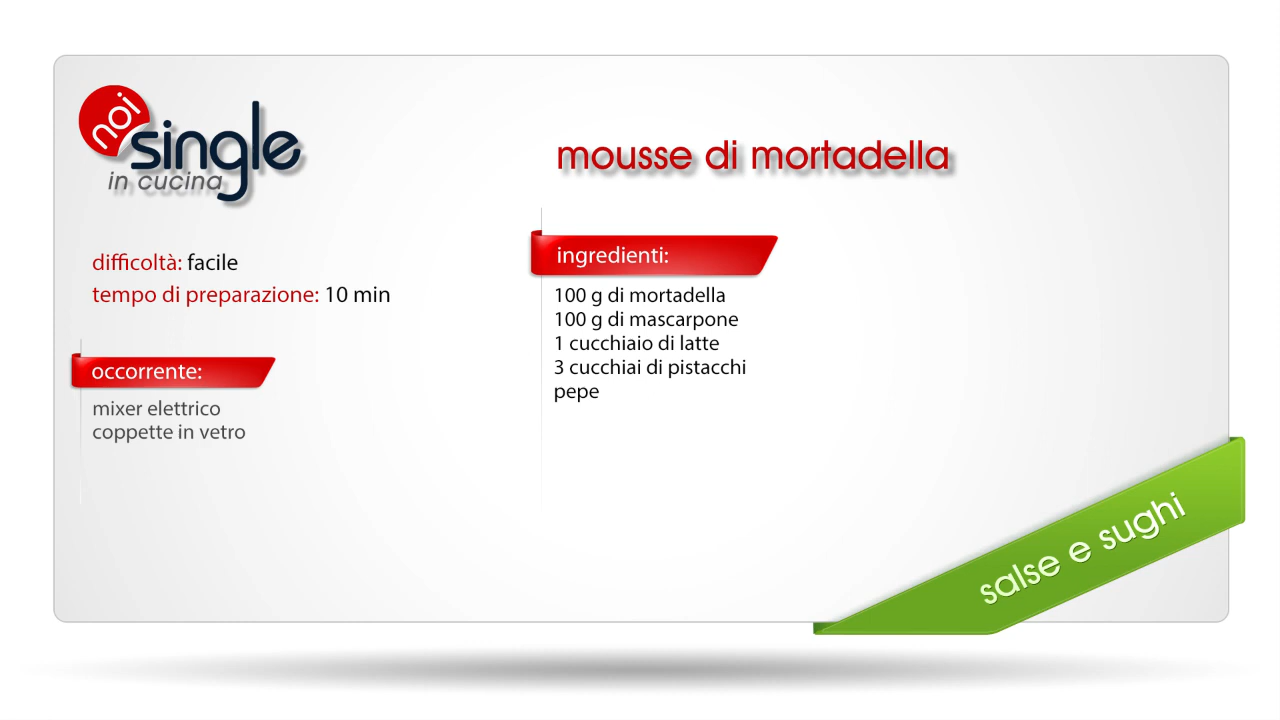 noi
single
in cucina
mousse di mortadella
difficoltà: facile
tempo di preparazione: 10 min
occorrente:
mixer elettrico
coppette in vetro
ingredienti:
100 g di mortadella
100 g di mascarpone
1 cucchiaio di latte
3 cucchiai di pistacchi
pepe
salse e sughi